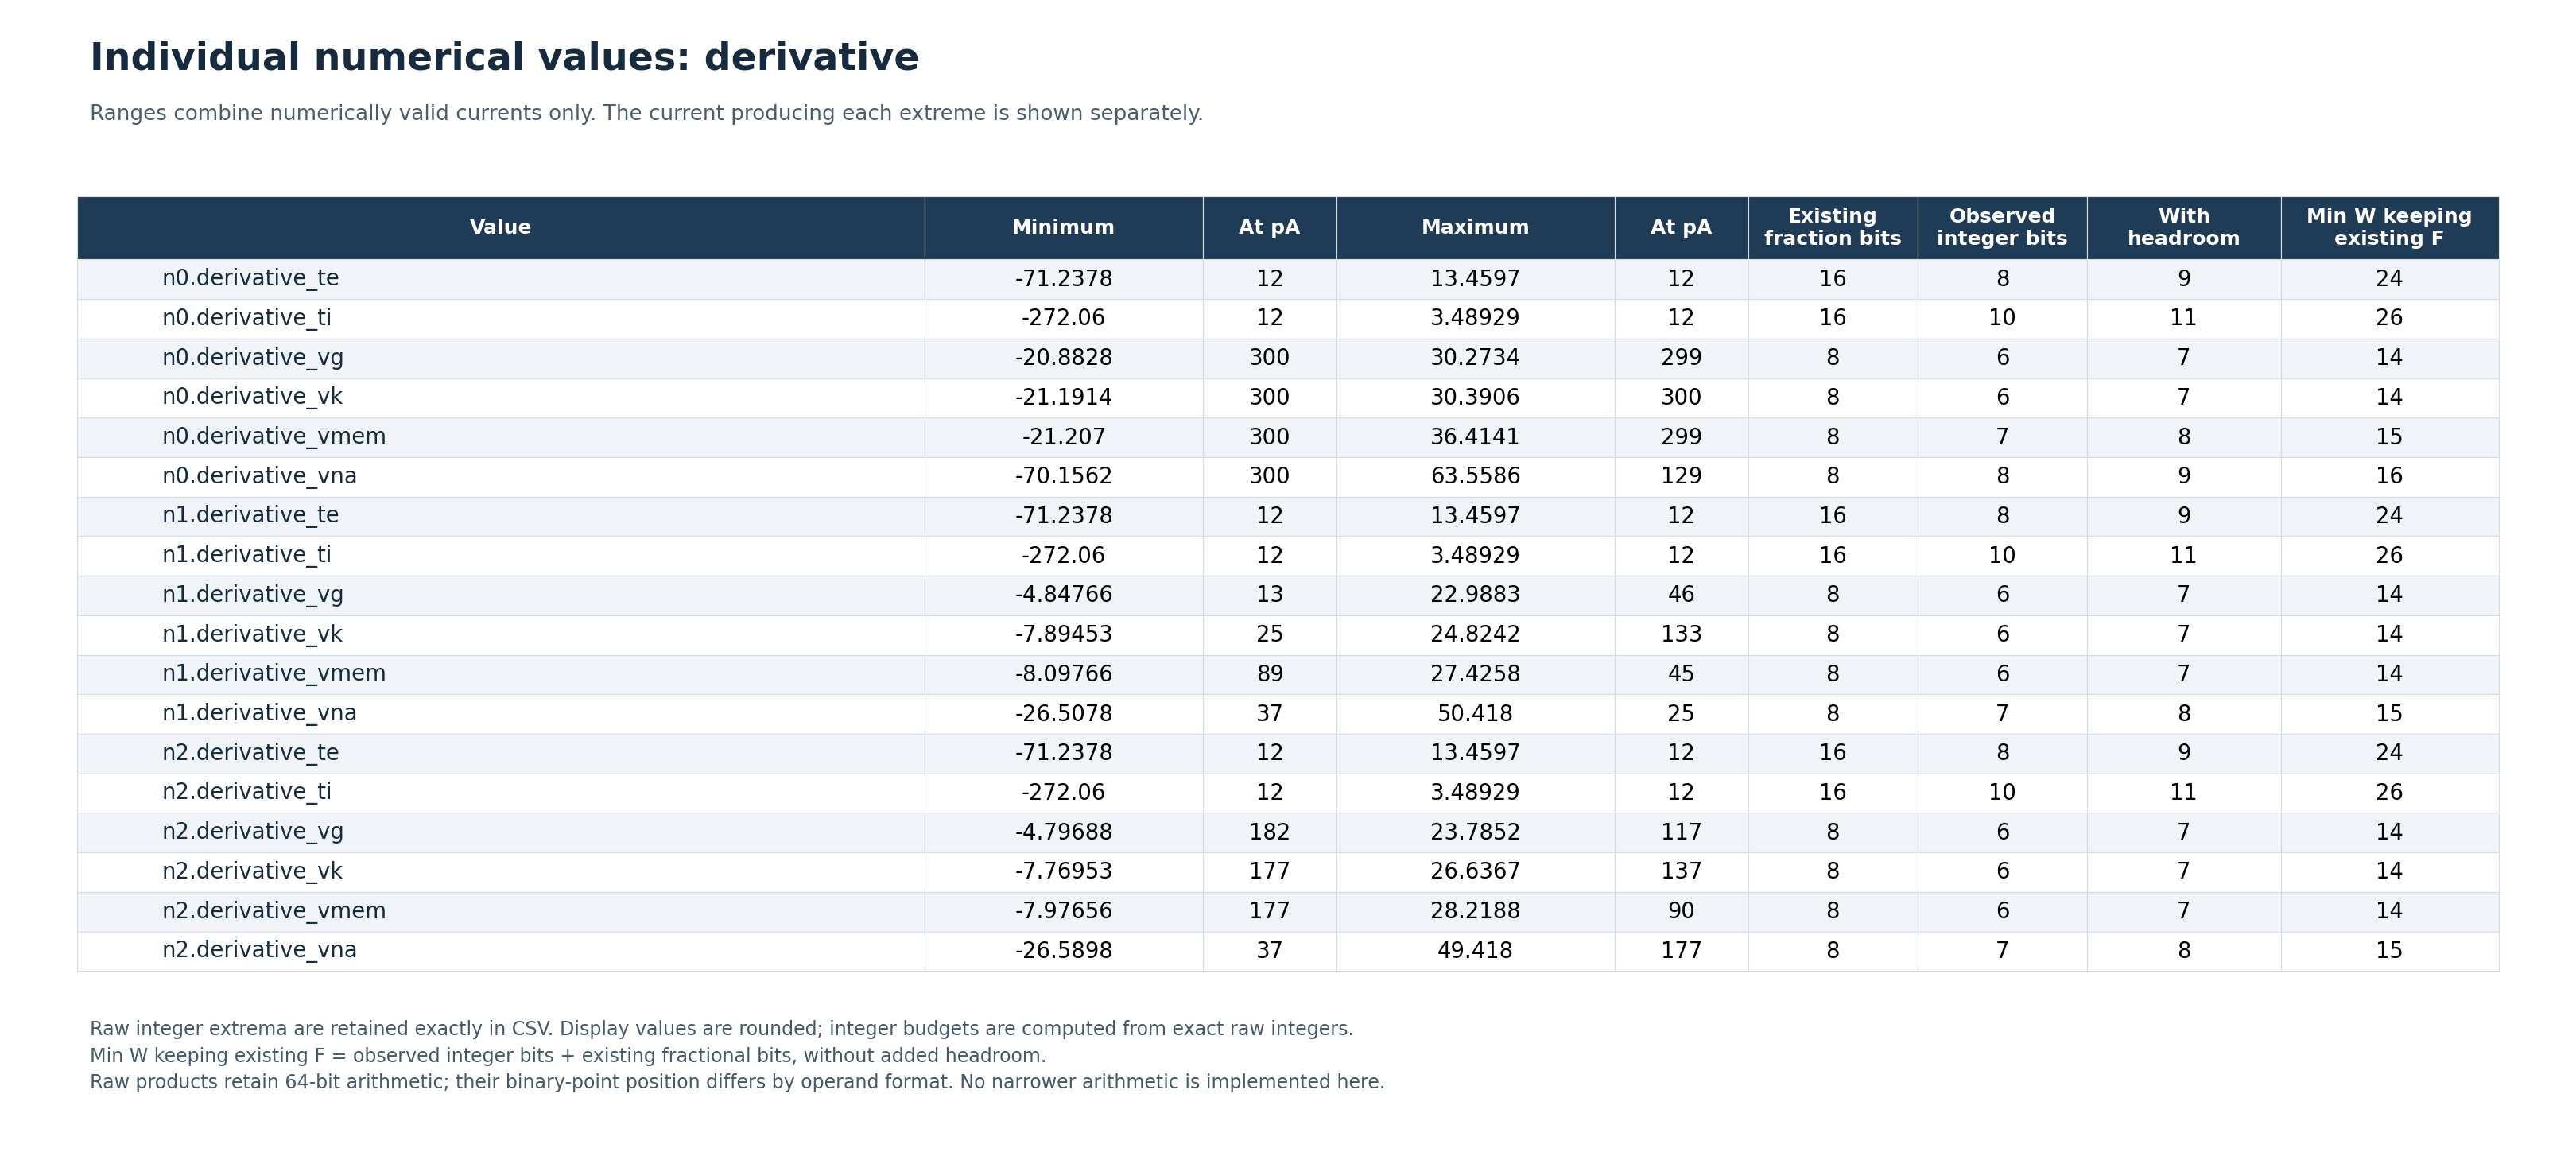 Individual numerical values: derivative
Ranges combine numerically valid currents only. The current producing each extreme is shown separately.
Value Minimum At pA Maximum At pA Existing fraction bits Observed integer bits With headroom Min W keeping existing F
n0.derivative_te -71.2378 12 13.4597 12 16 8 9 24
n0.derivative_ti -272.06 12 3.48929 12 16 10 11 26
n0.derivative_vg -20.8828 300 30.2734 299 8 6 7 14
n0.derivative_vk -21.1914 300 30.3906 300 8 6 7 14
n0.derivative_vmem -21.207 300 36.4141 299 8 7 8 15
n0.derivative_vna -70.1562 300 63.5586 129 8 8 9 16
n1.derivative_te -71.2378 12 13.4597 12 16 8 9 24
n1.derivative_ti -272.06 12 3.48929 12 16 10 11 26
n1.derivative_vg -4.84766 13 22.9883 46 8 6 7 14
n1.derivative_vk -7.89453 25 24.8242 133 8 6 7 14
n1.derivative_vmem -8.09766 89 27.4258 45 8 6 7 14
n1.derivative_vna -26.5078 37 50.418 25 8 7 8 15
n2.derivative_te -71.2378 12 13.4597 12 16 8 9 24
n2.derivative_ti -272.06 12 3.48929 12 16 10 11 26
n2.derivative_vg -4.79688 182 23.7852 117 8 6 7 14
n2.derivative_vk -7.76953 177 26.6367 137 8 6 7 14
n2.derivative_vmem -7.97656 177 28.2188 90 8 6 7 14
n2.derivative_vna -26.5898 37 49.418 177 8 7 8 15
Raw integer extrema are retained exactly in CSV. Display values are rounded; integer budgets are computed from exact raw integers.
Min W keeping existing F = observed integer bits + existing fractional bits, without added headroom.
Raw products retain 64-bit arithmetic; their binary-point position differs by operand format. No narrower arithmetic is implemented here.